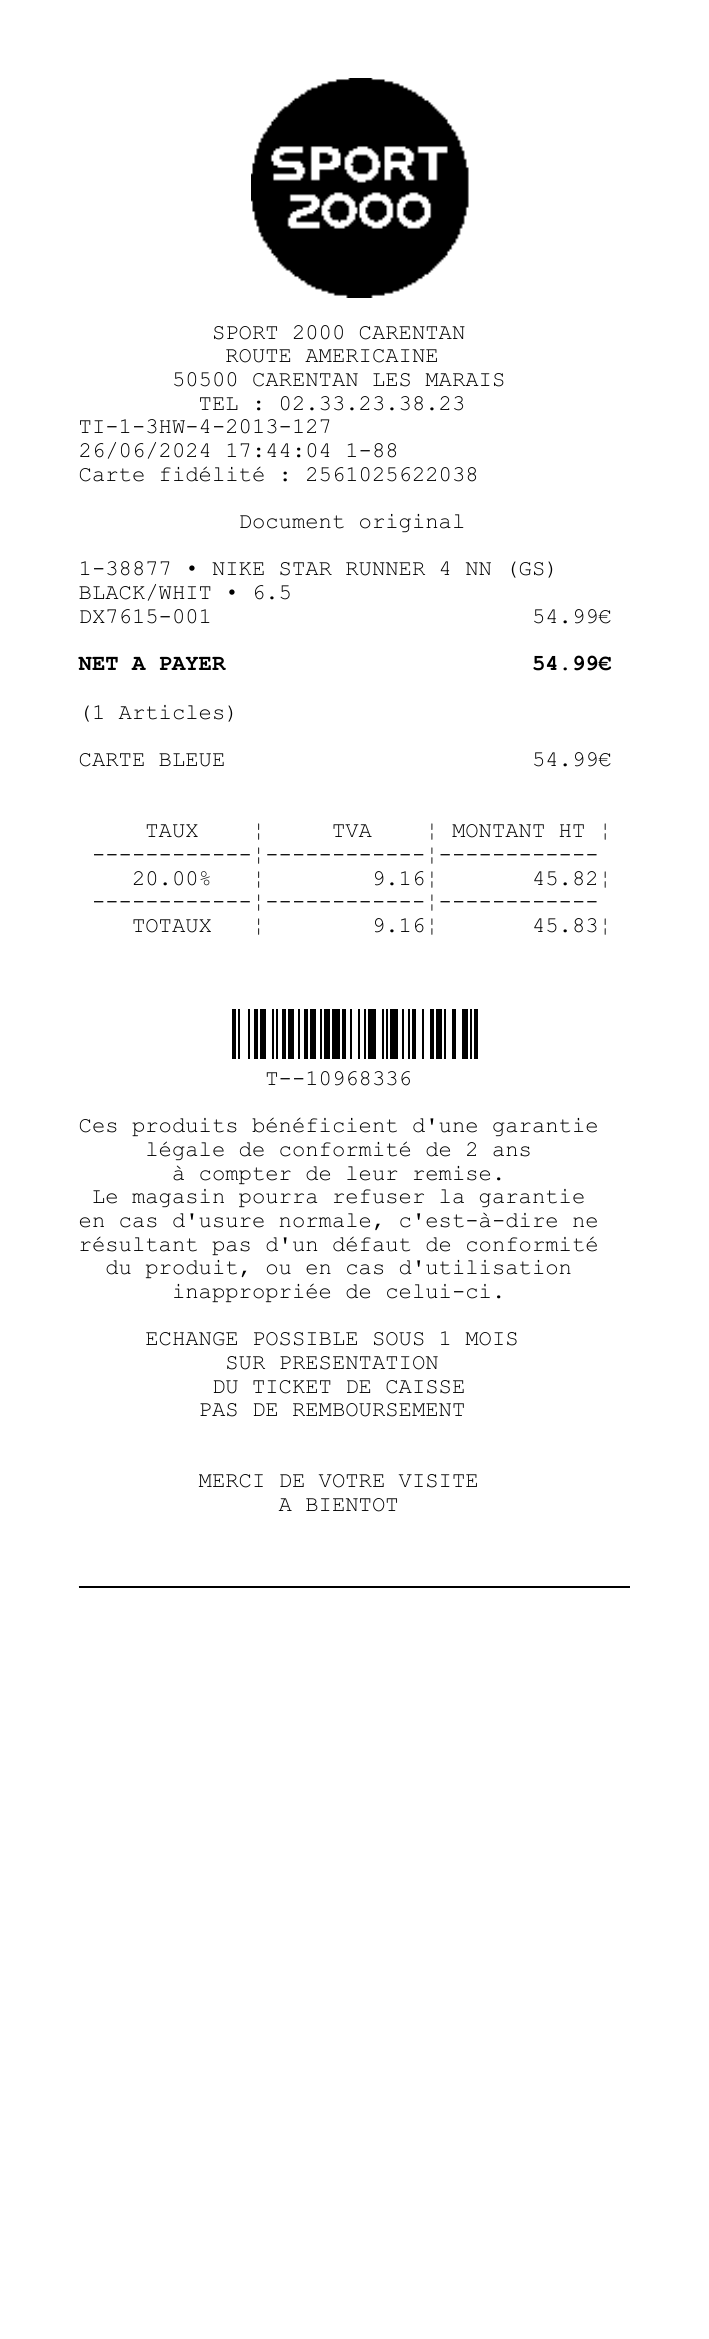 SPORT
2000
SPORT 2000 CARENTAN
ROUTE AMERICAINE
50500 CARENTAN LES MARAIS
TEL : 02.33.23.38.23
TI-1-3HW-4-2013-127
26/06/2024 17:44:04 1-88
Carte fidélité : 2561025622038
Document original
1-38877 • NIKE STAR RUNNER 4 NN (GS)
BLACK/WHIT • 6.5
DX7615-001 54.99€
NET A PAYER 54.99€
(1 Articles)
CARTE BLEUE 54.99€
TAUX ¦ TVA ¦ MONTANT HT ¦
------------¦------------¦------------
20.00% ¦ 9.16¦ 45.82¦
------------¦------------¦------------
TOTAUX ¦ 9.16¦ 45.83¦
T--10968336
Ces produits bénéficient d'une garantie
légale de conformité de 2 ans
à compter de leur remise.
Le magasin pourra refuser la garantie
en cas d'usure normale, c'est-à-dire ne
résultant pas d'un défaut de conformité
du produit, ou en cas d'utilisation
inappropriée de celui-ci.
ECHANGE POSSIBLE SOUS 1 MOIS
SUR PRESENTATION
DU TICKET DE CAISSE
PAS DE REMBOURSEMENT
MERCI DE VOTRE VISITE
A BIENTOT